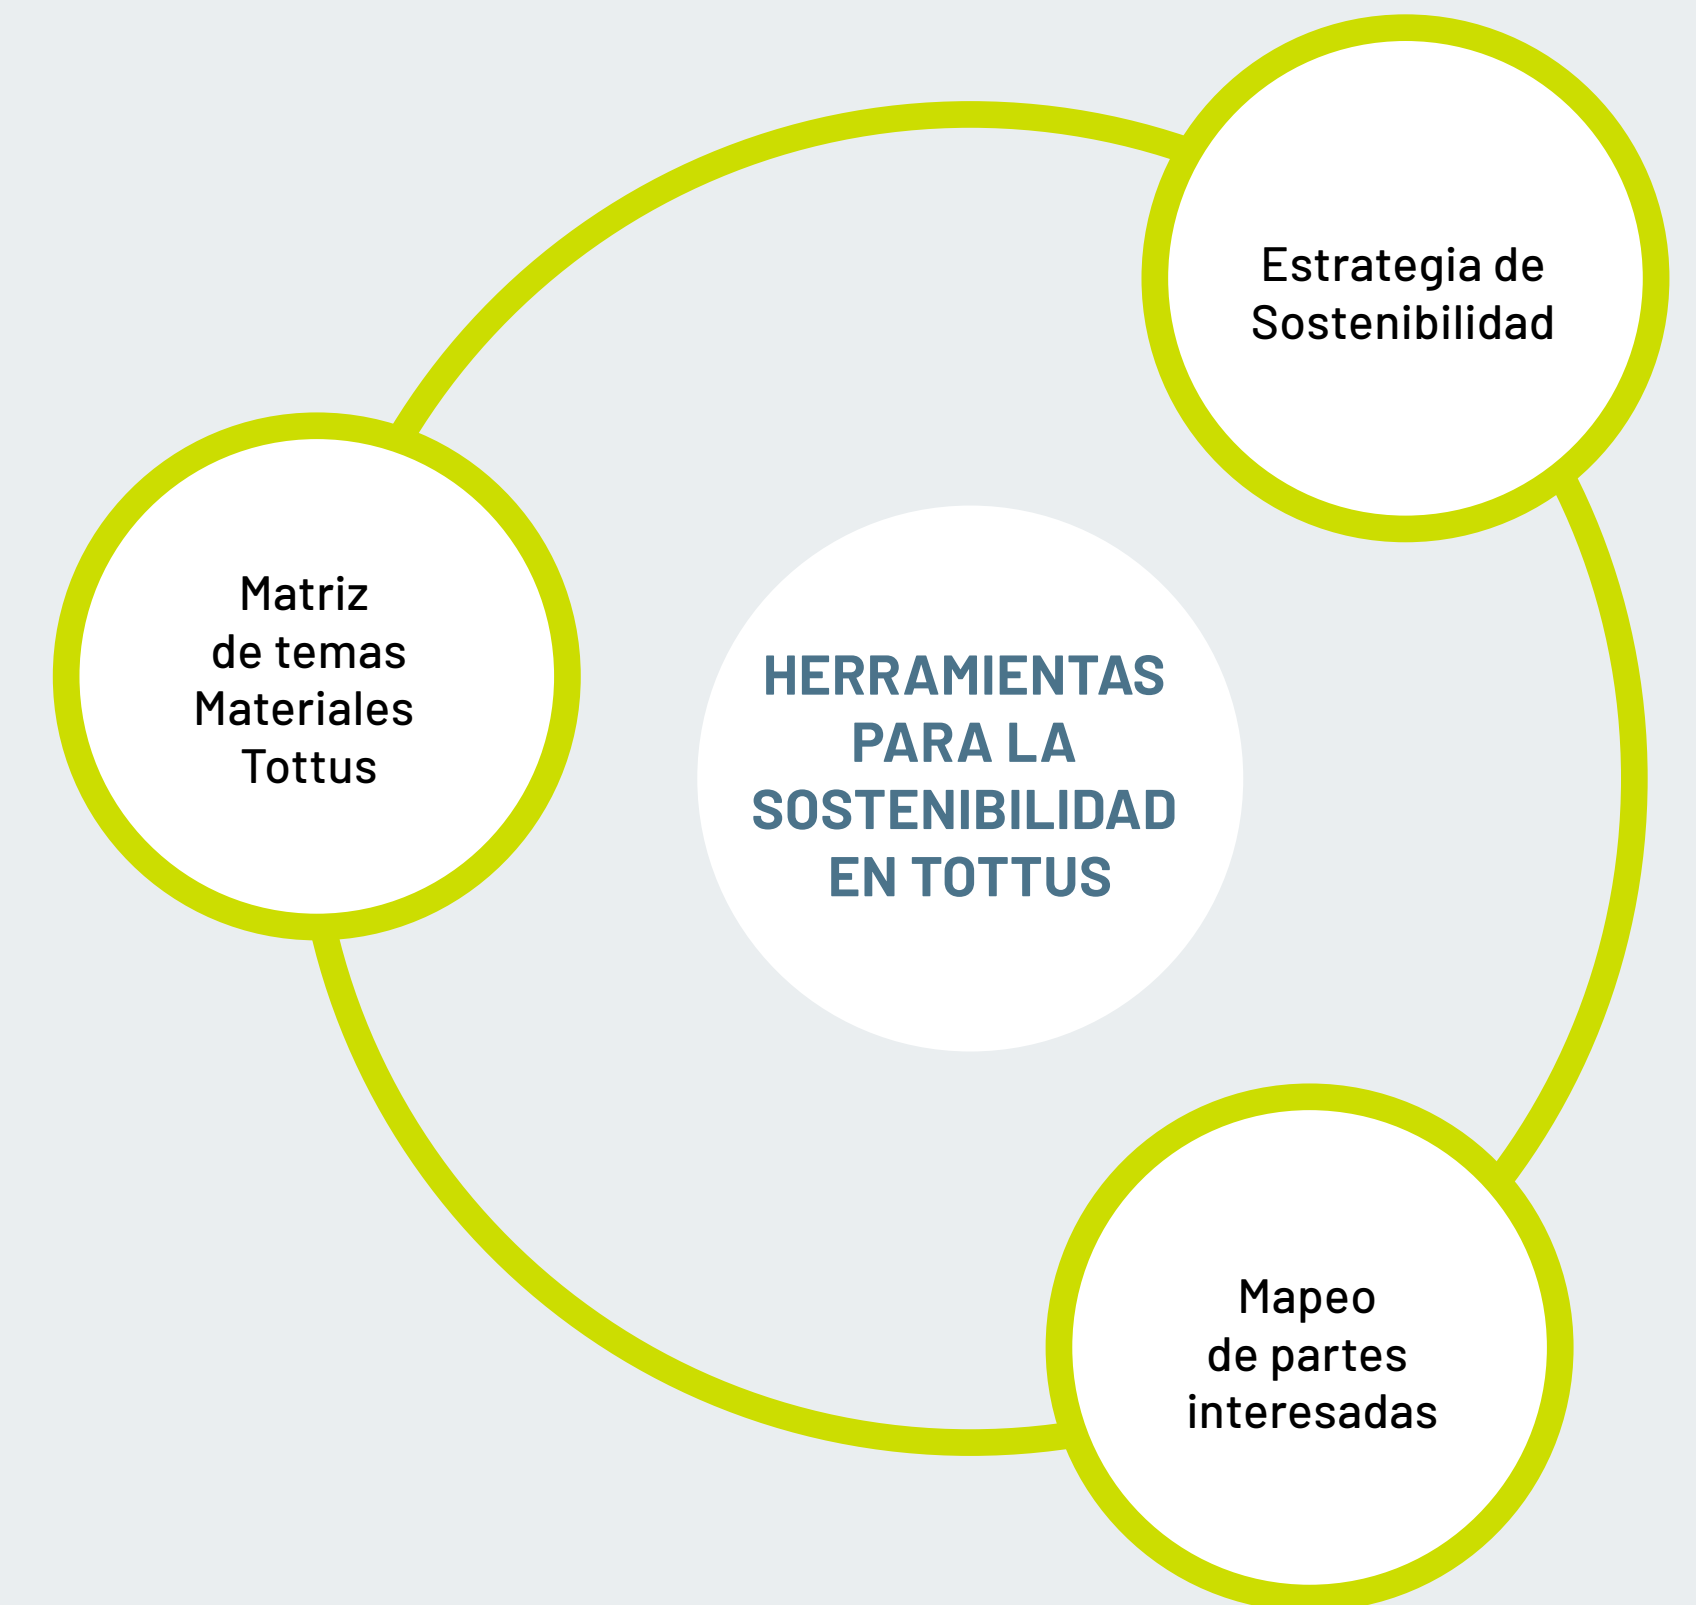 Estrategia de
Sostenibilidad
Matriz
de temas
Materiales
Tottus
HERRAMIENTAS
PARA LA
SOSTENIBILIDAD
EN TOTTUS
Mapeo
de partes
interesadas